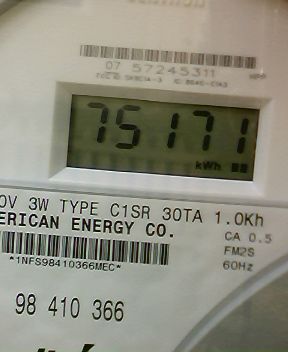 07 57245311
75171
kWh
0V 3W TYPE C1SR 30TA 1.0Kh
ERICAN ENERGY CO.
CA 0.5
FM2S
60Hz
*1NFS98410366MEC*
98 410 366